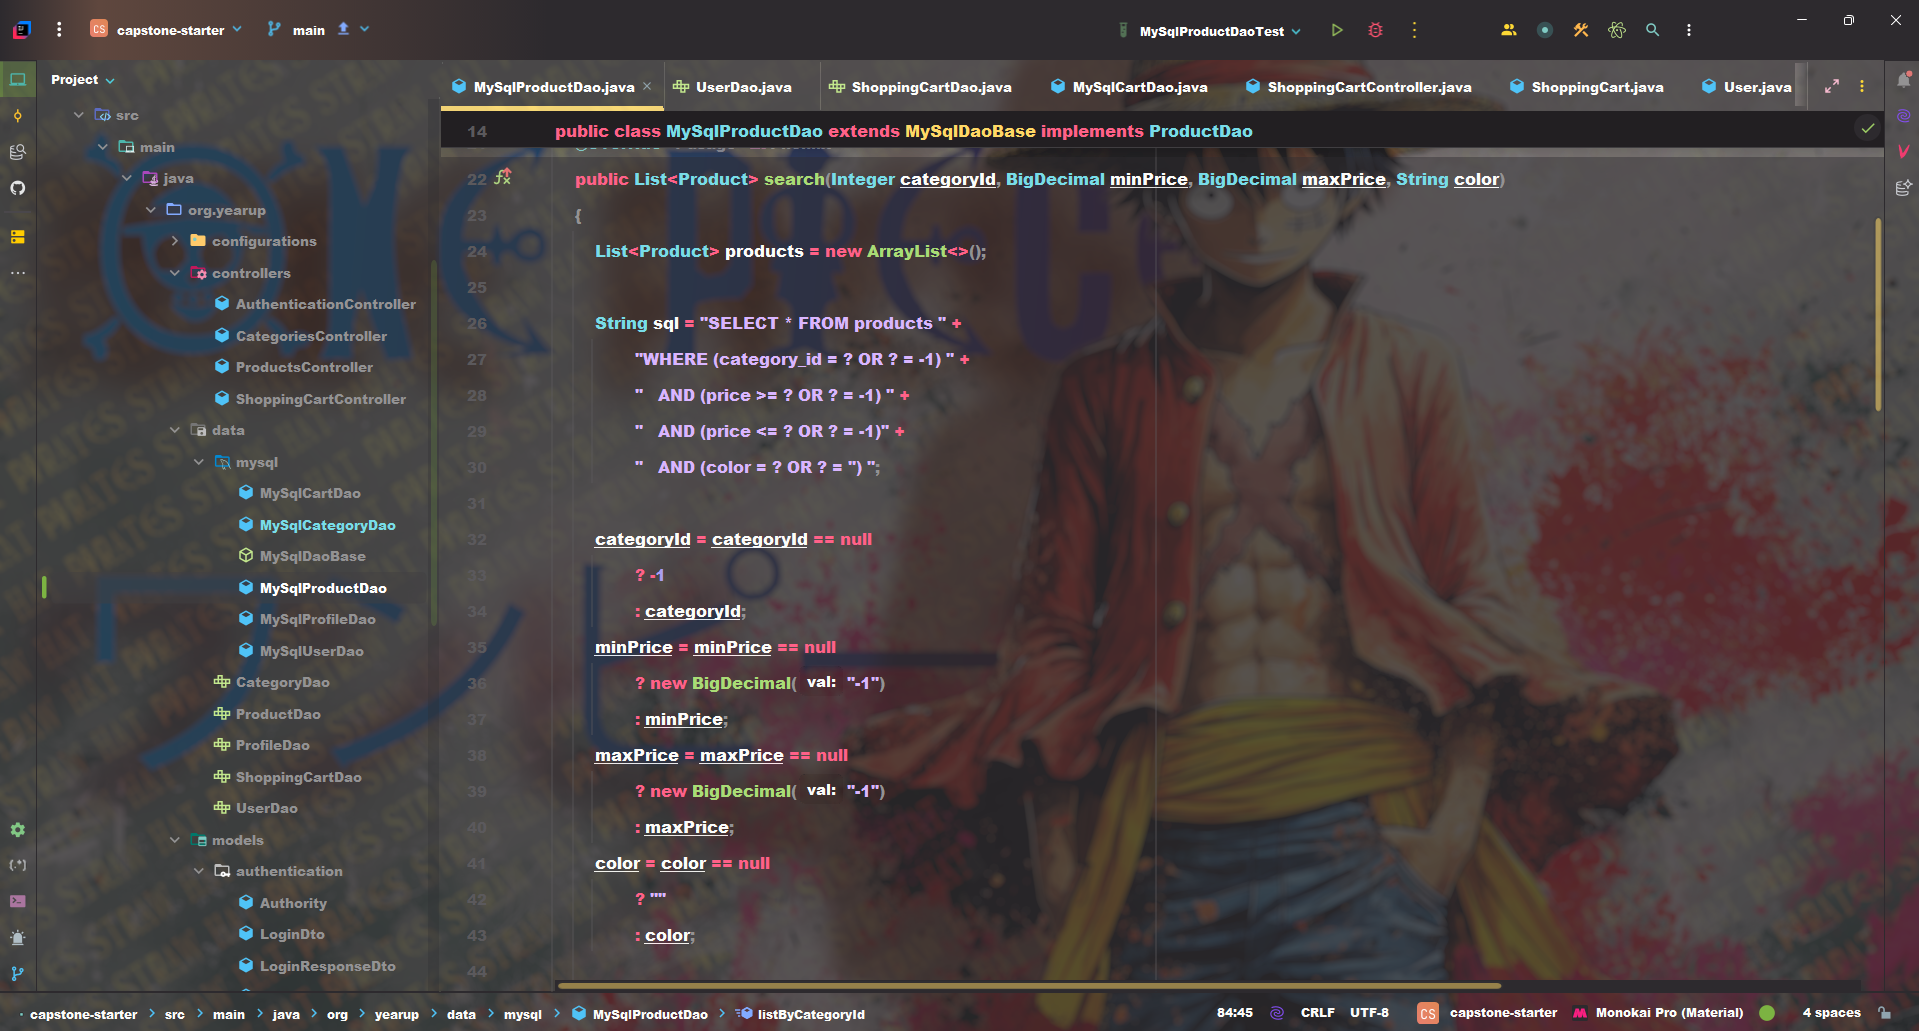 CS capstone-starter main MySqlProductDaoTest
Project
MySqlProductDao.java UserDao.java ShoppingCartDao.java MySqlCartDao.java ShoppingCartController.java ShoppingCart.java User.java
src
main
java
org.yearup
configurations
controllers
AuthenticationController
CategoriesController
ProductsController
ShoppingCartController
data
mysql
MySqlCartDao
MySqlCategoryDao
MySqlDaoBase
MySqlProductDao
MySqlProfileDao
MySqlUserDao
CategoryDao
ProductDao
ProfileDao
ShoppingCartDao
UserDao
models
authentication
Authority
LoginDto
LoginResponseDto
14 public class MySqlProductDao extends MySqlDaoBase implements ProductDao
22 public List<Product> search(Integer categoryId, BigDecimal minPrice, BigDecimal maxPrice, String color)
23 {
24 List<Product> products = new ArrayList<>();
25
26 String sql = "SELECT * FROM products " +
27 "WHERE (category_id = ? OR ? = -1) " +
28 "   AND (price >= ? OR ? = -1) " +
29 "   AND (price <= ? OR ? = -1)" +
30 "   AND (color = ? OR ? = '') ";
31
32 categoryId = categoryId == null
33 ? -1
34 : categoryId;
35 minPrice = minPrice == null
36 ? new BigDecimal( val: "-1")
37 : minPrice;
38 maxPrice = maxPrice == null
39 ? new BigDecimal( val: "-1")
40 : maxPrice;
41 color = color == null
42 ? ""
43 : color;
44
capstone-starter > src > main > java > org > yearup > data > mysql > MySqlProductDao > listByCategoryId 84:45 CRLF UTF-8 CS capstone-starter Monokai Pro (Material) 4 spaces